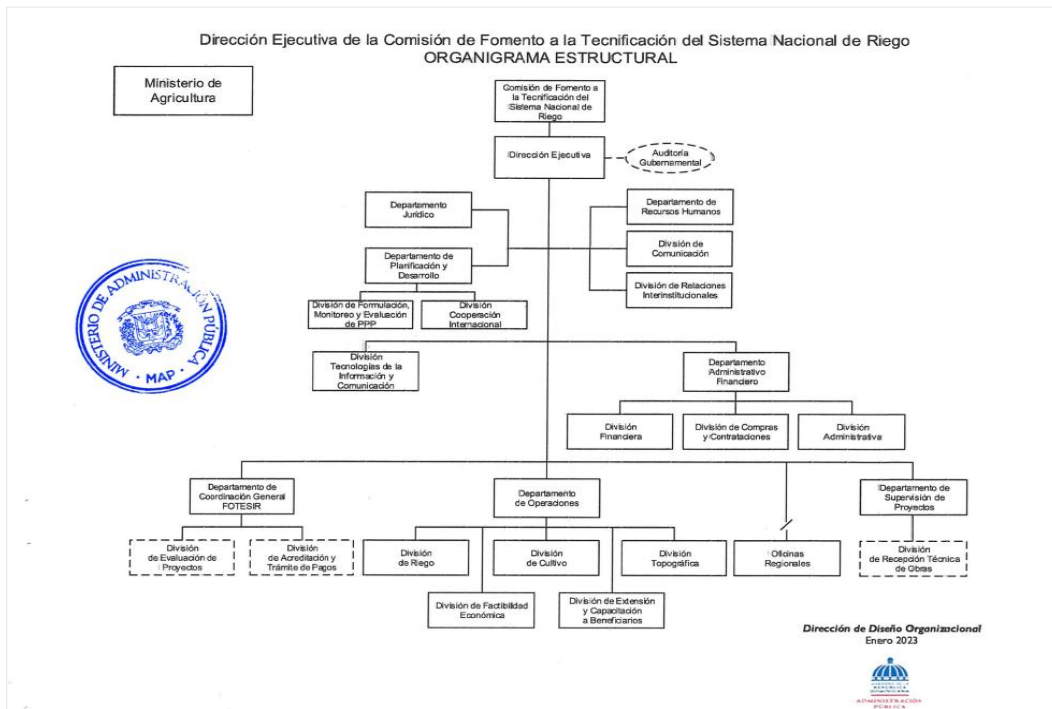 Dirección Ejecutiva de la Comisión de Fomento a la Tecnificación del Sistema Nacional de Riego
ORGANIGRAMA ESTRUCTURAL
Ministerio de
Agricultura
Comisión de Fomento a
la Tecnificación del
Sistema Nacional de
Riego
Dirección Ejecutiva
Auditoría
Gubernamental
Departamento
Jurídico
Departamento de
Recursos Humanos
División de
Comunicación
Departamento de
Planificación y
Desarrollo
División de Relaciones
Interinstitucionales
División de Formulación,
Monitoreo y Evaluación
de PPP
División
Cooperación
Internacional
MINISTERIO DE ADMINISTRACIÓN PÚBLICA
· MAP ·
División
Tecnologías de la
Información y
Comunicación
Departamento
Administrativo
Financiero
División
Financiera
División de Compras
y Contrataciones
División
Administrativa
Departamento de
Coordinación General
FOTESIR
Departamento
de Operaciones
Departamento de
Supervisión de
Proyectos
División
de Evaluación de
Proyectos
División
de Acreditación y
Trámite de Pagos
División
de Riego
División
de Cultivo
División
Topográfica
Oficinas
Regionales
División
de Recepción Técnica
de Obras
División de Factibilidad
Económica
División de Extensión
y Capacitación
a Beneficiarios
Dirección de Diseño Organizacional
Enero 2023
GOBIERNO DE LA
REPÚBLICA
DOMINICANA
ADMINISTRACIÓN
PÚBLICA